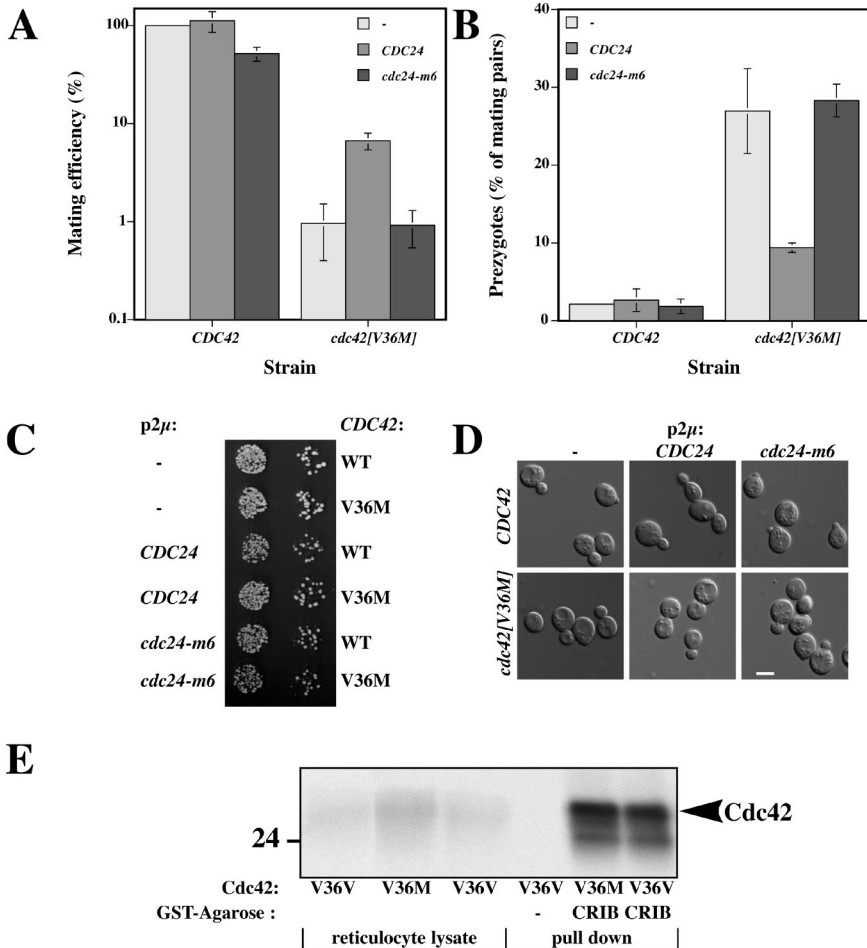 A
Mating efficiency (%)
100
10
1
0.1
-
CDC24
cdc24-m6
CDC42
cdc42[V36M]
Strain
B
Prezygotes (% of mating pairs)
40
30
20
10
0
-
CDC24
cdc24-m6
CDC42
cdc42[V36M]
Strain
C
p2µ: CDC42:
- WT
- V36M
CDC24 WT
CDC24 V36M
cdc24-m6 WT
cdc24-m6 V36M
D
p2µ:
- CDC24 cdc24-m6
CDC42
cdc42[V36M]
E
Cdc42
24
Cdc42: V36V V36M V36V V36V V36M V36V
GST-Agarose : - CRIB CRIB
reticulocyte lysate pull down